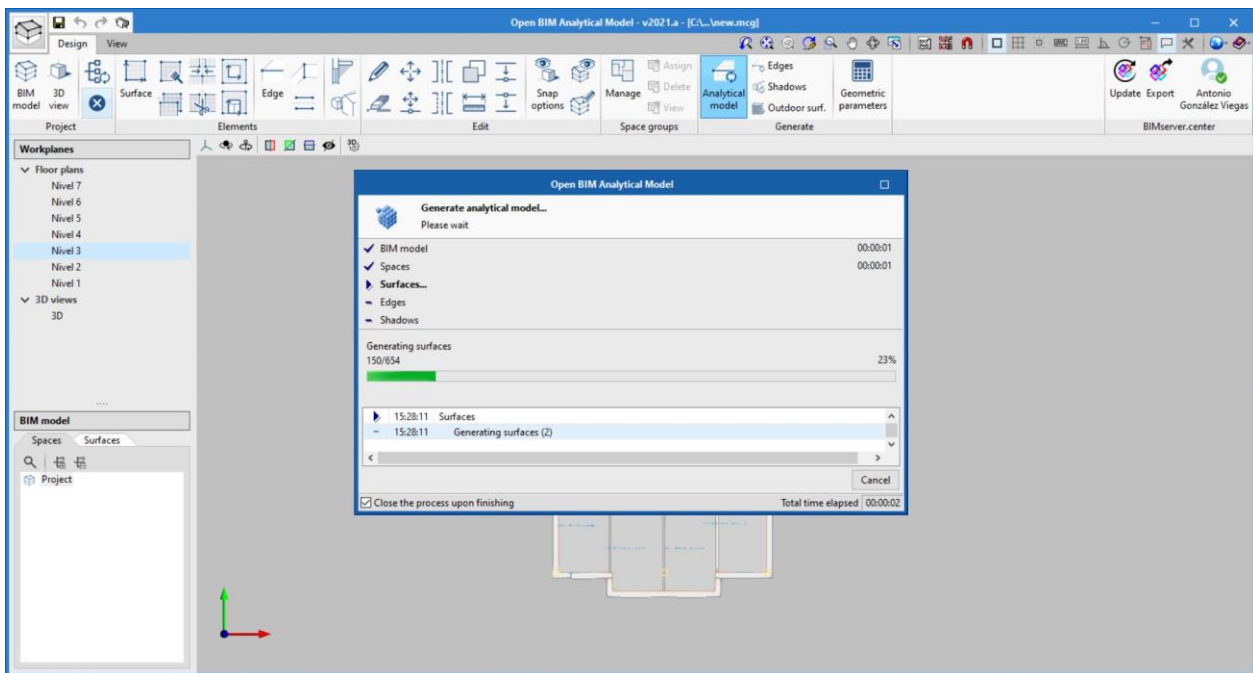 Open BIM Analytical Model - v2021.a - [C:\...\new.mcg]
Design View
BIM model
3D view
Surface
Edge
Snap options
Manage
Assign
Delete
View
Analytical model
Edges
Shadows
Outdoor surf.
Geometric parameters
Update
Export
Antonio González Viegas
Project
Elements
Edit
Space groups
Generate
BIMserver.center
Workplanes
Floor plans
Nivel 7
Nivel 6
Nivel 5
Nivel 4
Nivel 3
Nivel 2
Nivel 1
3D views
3D
BIM model
Spaces Surfaces
Project
Open BIM Analytical Model
Generate analytical model...
Please wait
BIM model 00:00:01
Spaces 00:00:01
Surfaces...
Edges
Shadows
Generating surfaces
150/654 23%
15:28:11 Surfaces
15:28:11 Generating surfaces (2)
Cancel
Close the process upon finishing Total time elapsed 00:00:02